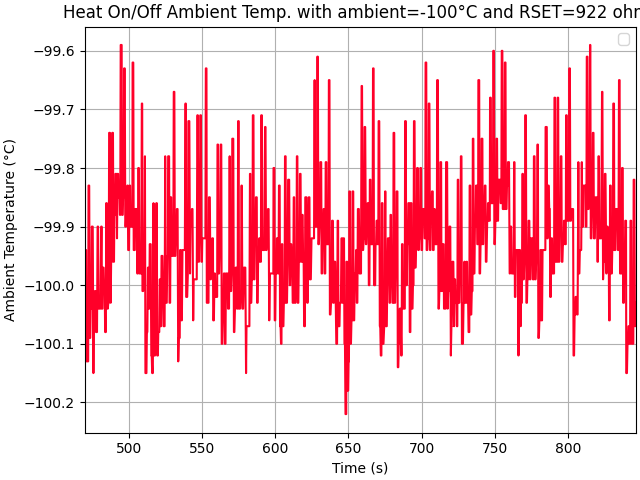 Heat On/Off Ambient Temp. with ambient=-100°C and RSET=922 ohr
−99.6
−99.7
−99.8
−99.9
−100.0
−100.1
−100.2
Ambient Temperature (°C)
500 550 600 650 700 750 800
Time (s)